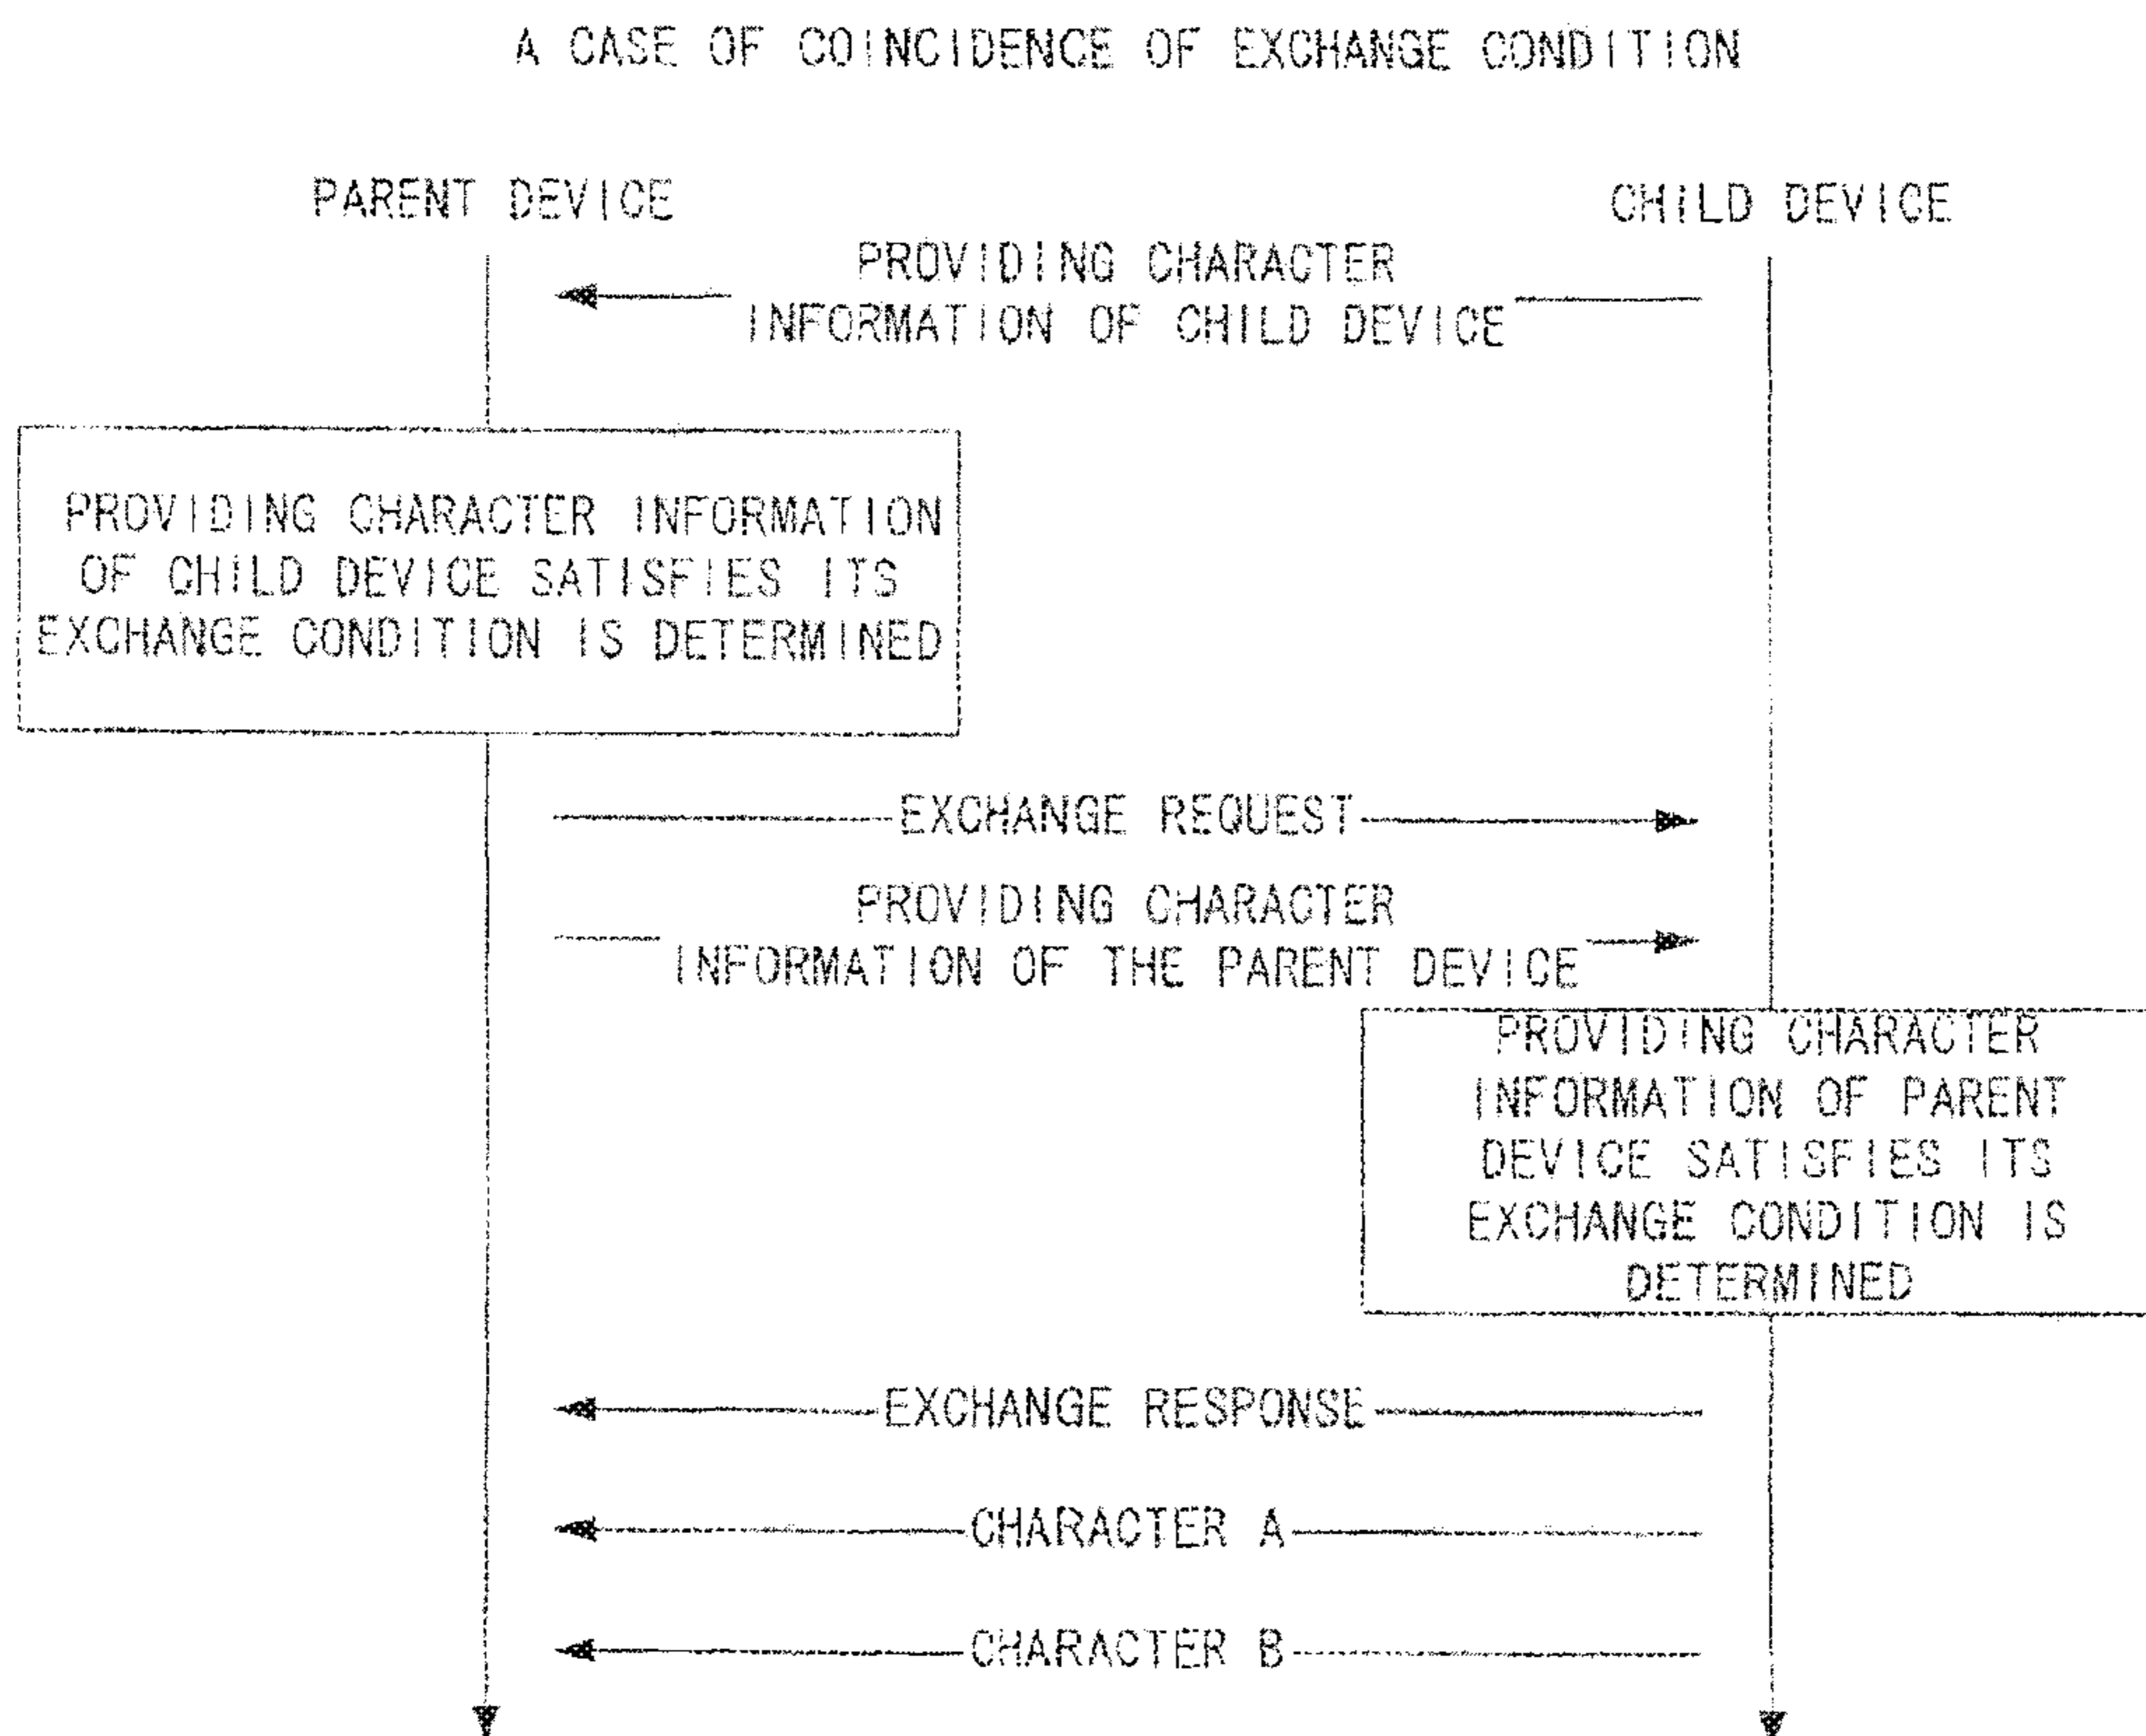 A CASE OF COINCIDENCE OF EXCHANGE CONDITION
PARENT DEVICE
CHILD DEVICE
PROVIDING CHARACTER
INFORMATION OF CHILD DEVICE
PROVIDING CHARACTER INFORMATION
OF CHILD DEVICE SATISFIES ITS
EXCHANGE CONDITION IS DETERMINED
EXCHANGE REQUEST
PROVIDING CHARACTER
INFORMATION OF THE PARENT DEVICE
PROVIDING CHARACTER
INFORMATION OF PARENT
DEVICE SATISFIES ITS
EXCHANGE CONDITION IS
DETERMINED
EXCHANGE RESPONSE
CHARACTER A
CHARACTER B